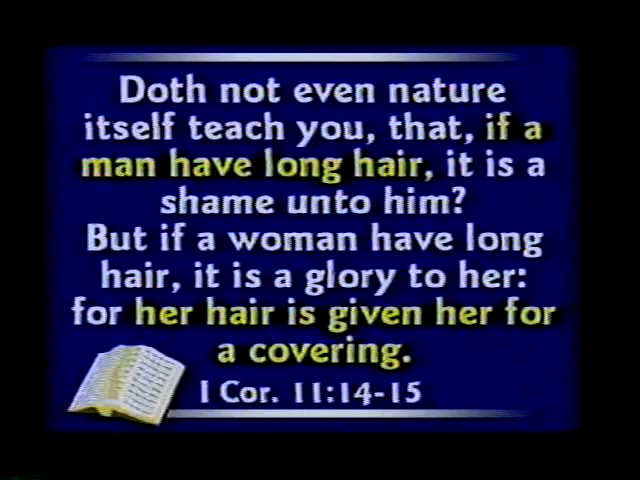 Doth not even nature
itself teach you, that, if a
man have long hair, it is a
shame unto him?
But if a woman have long
hair, it is a glory to her:
for her hair is given her for
a covering.
I Cor. 11:14-15